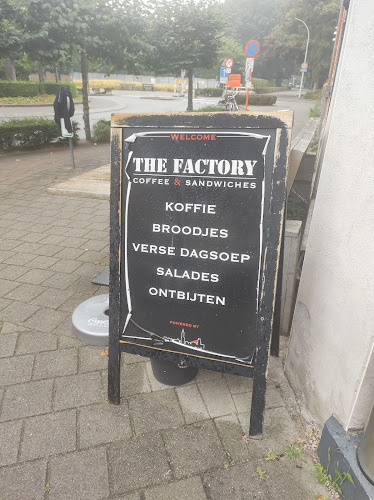 WELCOME
THE FACTORY
COFFEE & SANDWICHES
KOFFIE
BROODJES
VERSE DAGSOEP
SALADES
ONTBIJTEN
POWERED BY